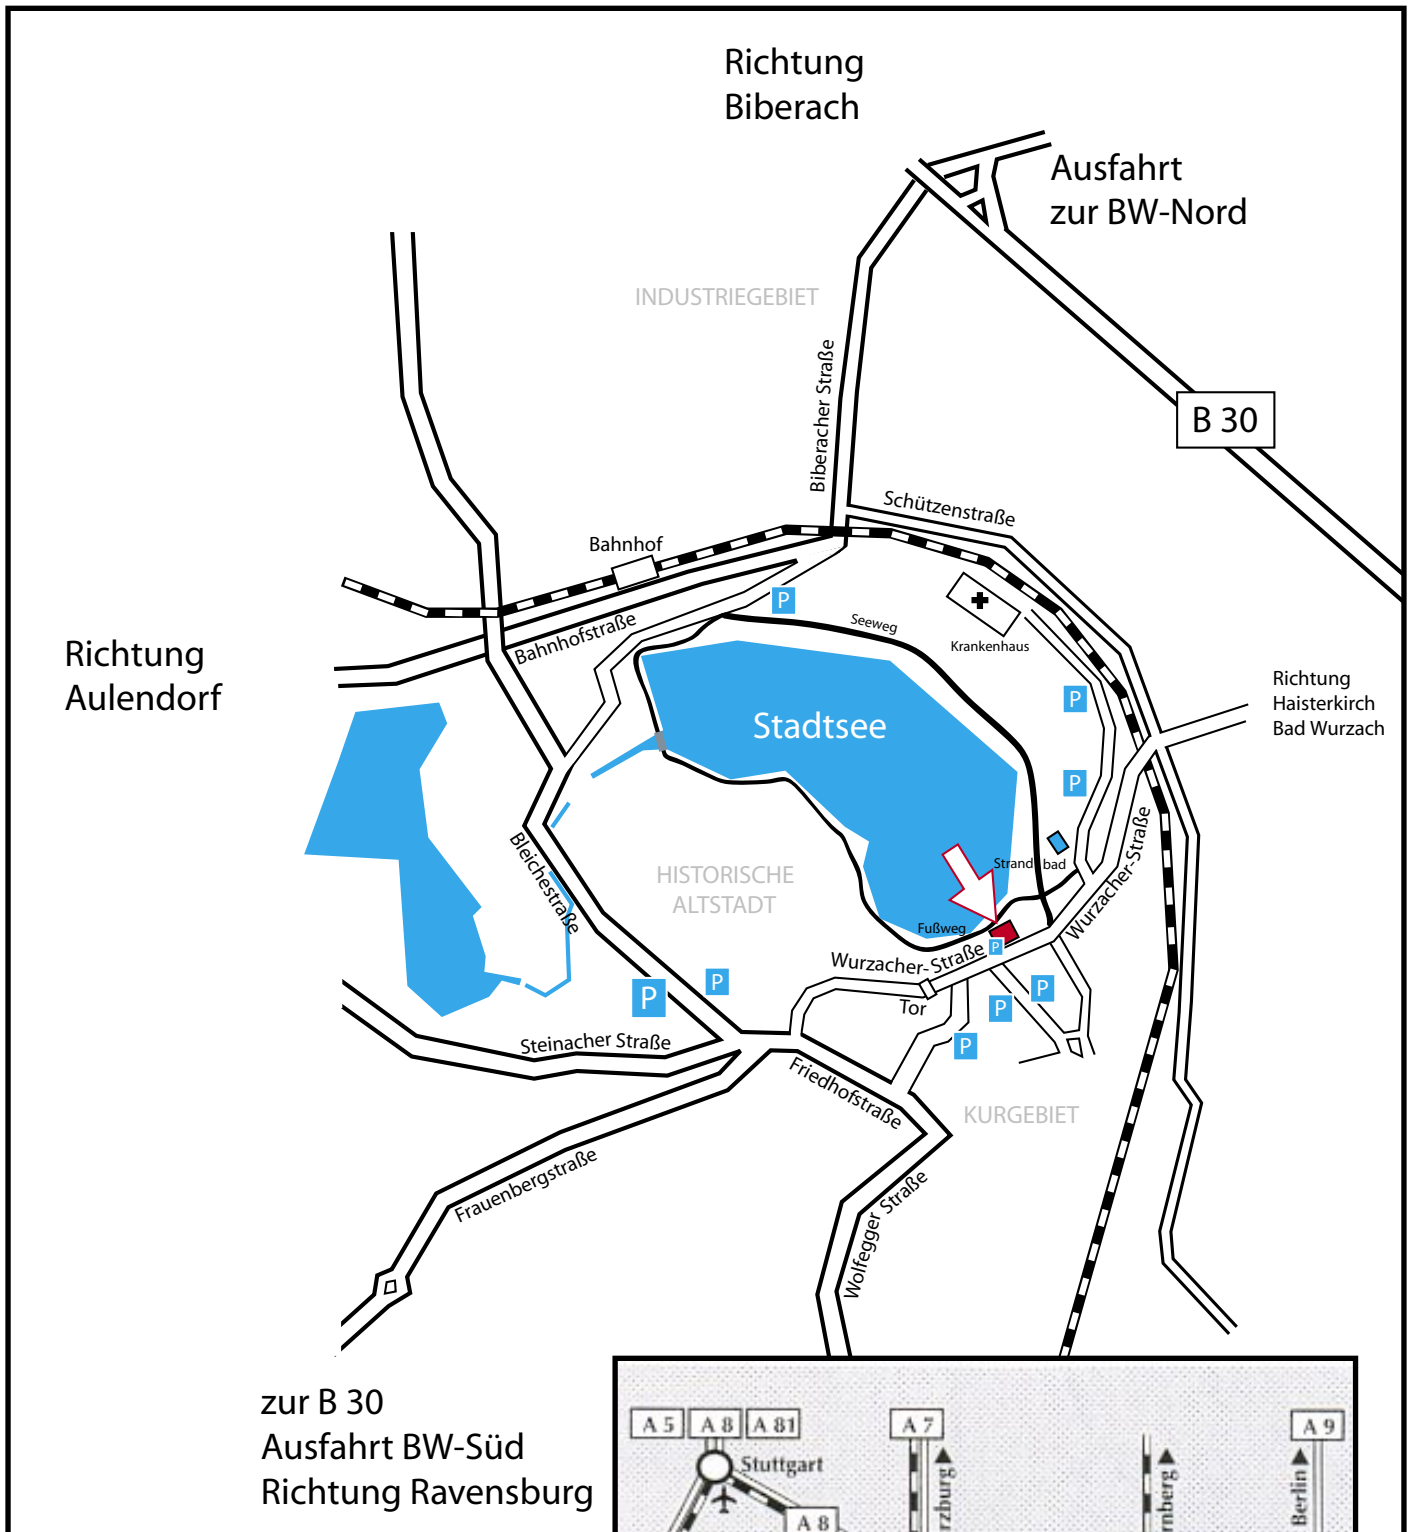 Richtung
Biberach
Ausfahrt
zur BW-Nord
INDUSTRIEGEBIET
Biberacher Straße
B 30
Schützenstraße
Bahnhof
P
Bahnhofstraße
Seeweg
Krankenhaus
Richtung
Aulendorf
Richtung
Haisterkirch
Bad Wurzach
P
Stadtsee
P
Bleichestraße
Strandbad
Wurzacher-Straße
HISTORISCHE
ALTSTADT
Fußweg
P
Wurzacher-Straße
P
P
P
P
Tor
Steinacher Straße
P
Friedhofstraße
KURGEBIET
Frauenbergstraße
Wolfegger Straße
zur B 30
Ausfahrt BW-Süd
Richtung Ravensburg
A 5 A 8 A 81
A 7
A 9
Stuttgart
Berlin
A 8